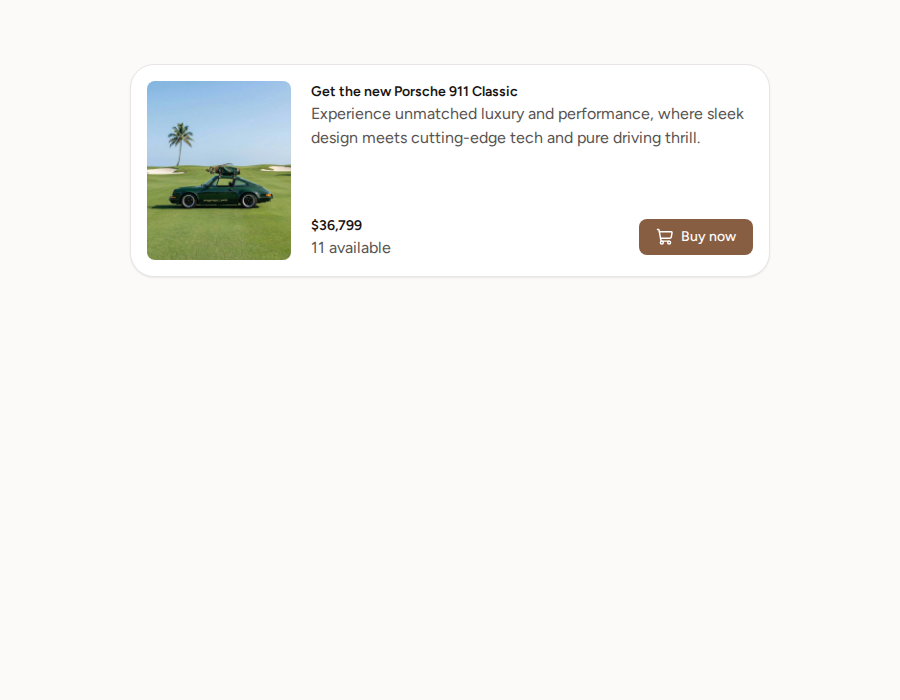 Get the new Porsche 911 Classic
Experience unmatched luxury and performance, where sleek
design meets cutting-edge tech and pure driving thrill.
$36,799
11 available
Buy now